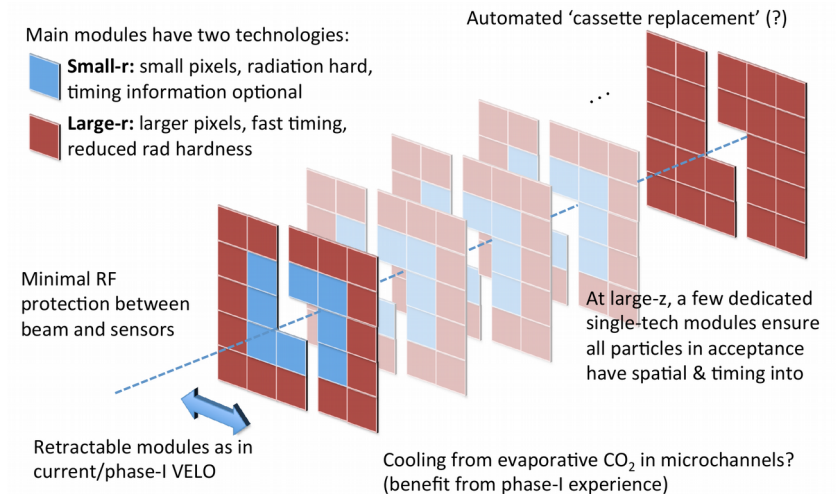 Automated ‘cassette replacement’ (?)
Main modules have two technologies:
Small-r: small pixels, radiation hard,
timing information optional
Large-r: larger pixels, fast timing,
reduced rad hardness
...
Minimal RF
protection between
beam and sensors
At large-z, a few dedicated
single-tech modules ensure
all particles in acceptance
have spatial & timing into
Retractable modules as in
current/phase-I VELO
Cooling from evaporative CO₂ in microchannels?
(benefit from phase-I experience)